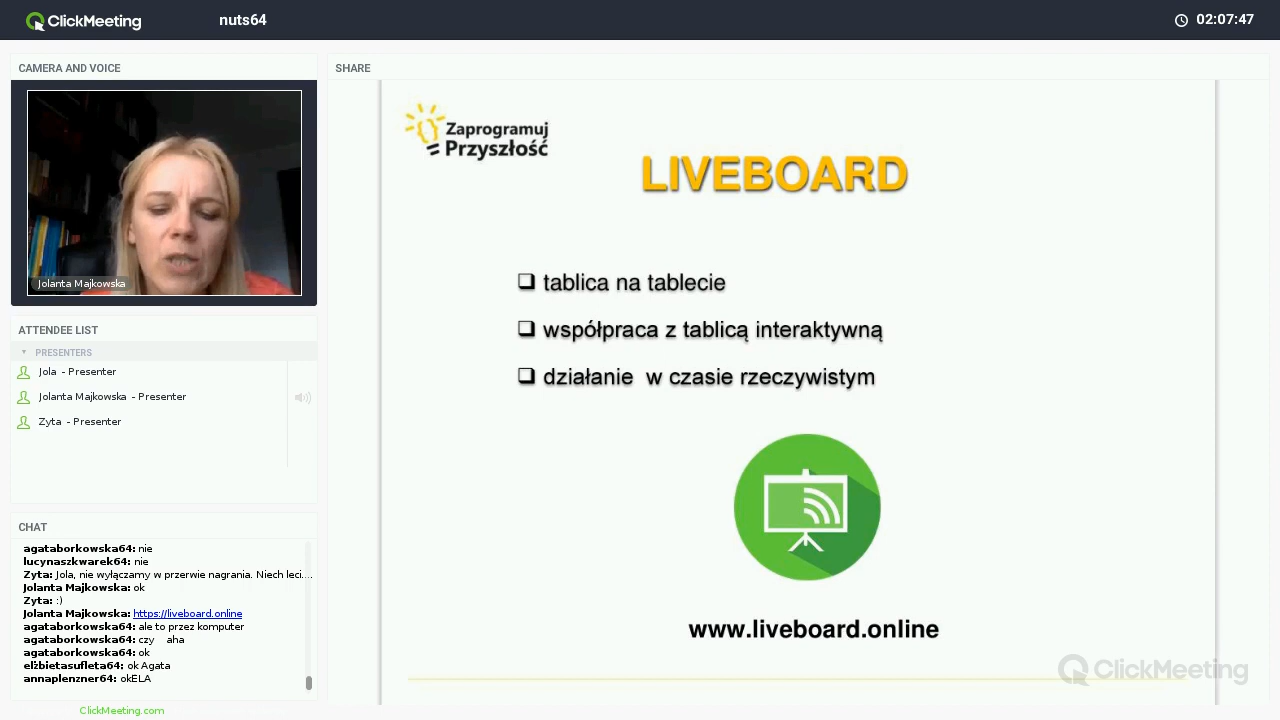 ClickMeeting
nuts64
02:07:47
CAMERA AND VOICE
Jolanta Majkowska
ATTENDEE LIST
PRESENTERS
Jola - Presenter
Jolanta Majkowska - Presenter
Zyta - Presenter
CHAT
agataborkowska64: nie
lucynaszkwarek64: nie
Zyta: Jola, nie wyłączamy w przerwie nagrania. Niech leci....
Jolanta Majkowska: ok
Zyta: :)
Jolanta Majkowska: https://liveboard.online
agataborkowska64: ale to przez komputer
agataborkowska64: czy aha
agataborkowska64: ok
elżbietasufleta64: ok Agata
annaplenzner64: okELA
ClickMeeting.com
SHARE
Zaprogramuj
Przyszłość
LIVEBOARD
❑ tablica na tablecie
❑ współpraca z tablicą interaktywną
❑ działanie w czasie rzeczywistym
www.liveboard.online
ClickMeeting